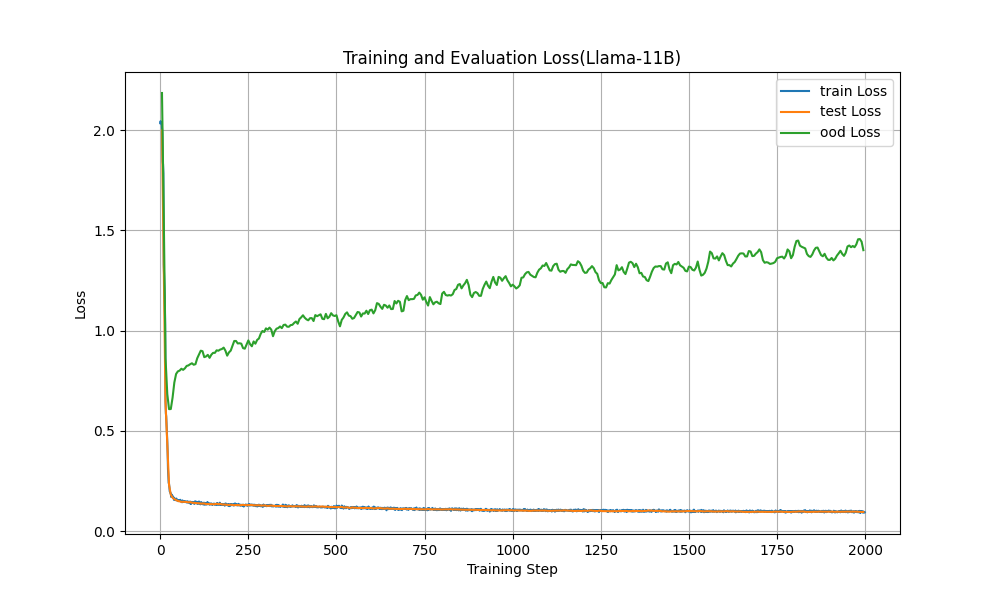 Training and Evaluation Loss(Llama-11B)
train Loss
test Loss
ood Loss
2.0
1.5
1.0
0.5
0.0
Loss
0 250 500 750 1000 1250 1500 1750 2000
Training Step